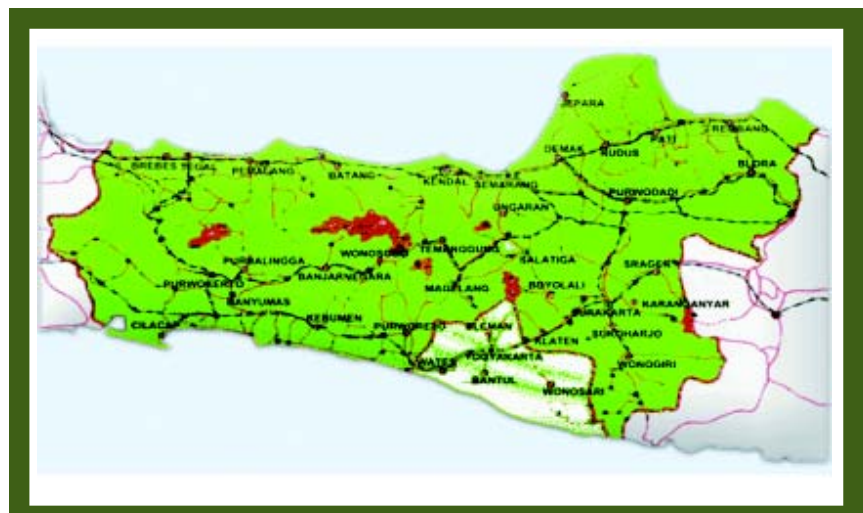 JEPARA
REMBANG
PATI
KUDUS
DEMAK
BLORA
BREBES
TEGAL
PEMALANG
BATANG
KENDAL
SEMARANG
PURWODADI
UNGARAN
TEMANGGUNG
WONOSOBO
SALATIGA
PURBALINGGA
SRAGEN
BANJARNEGARA
PURWOKERTO
MAGELANG
BOYOLALI
BANYUMAS
KARANGANYAR
SURAKARTA
KEBUMEN
CILACAP
PURWOREJO
SLEMAN
SUKOHARJO
KLATEN
YOGYAKARTA
WATES
WONOGIRI
BANTUL
WONOSARI